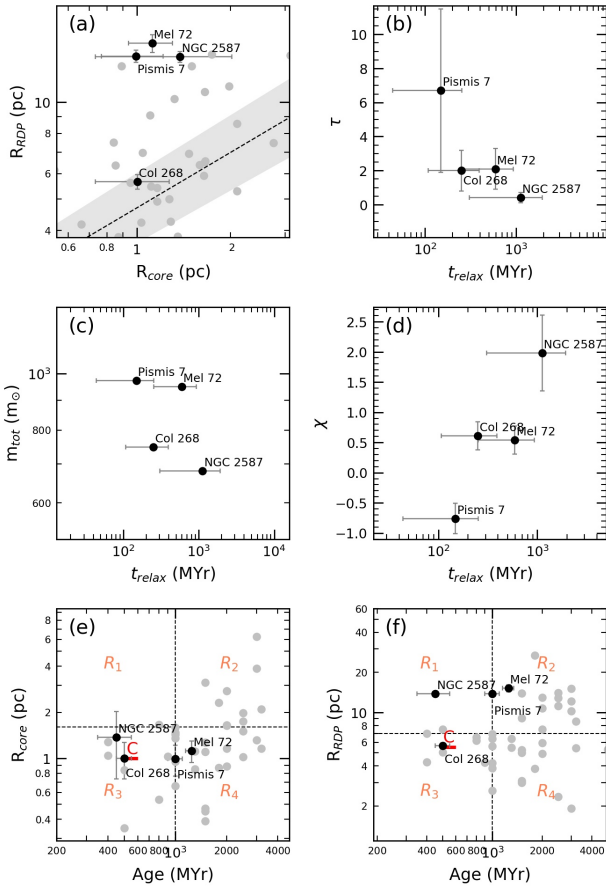 (a)
Mel 72
NGC 2587
Pismis 7
Col 268
10
6
4
R_RDP (pc)
0.6
0.8
1
2
R_core (pc)
(b)
Pismis 7
Mel 72
Col 268
NGC 2587
10
8
6
4
2
0
τ
10^2
10^3
t_relax (MYr)
(c)
Pismis 7
Mel 72
Col 268
NGC 2587
10^3
800
600
m_tot (m_⊙)
10^2
10^3
10^4
t_relax (MYr)
(d)
NGC 2587
Col 268
Mel 72
Pismis 7
2.5
2.0
1.5
1.0
0.5
0.0
−0.5
−1.0
χ
10^2
10^3
t_relax (MYr)
(e)
R_1
R_2
NGC 2587
Mel 72
C
Col 268
Pismis 7
R_3
R_4
6
4
2
1
0.8
0.6
0.4
R_core (pc)
200
400
600
800
10^3
2000
4000
Age (MYr)
(f)
R_1
R_2
NGC 2587
Mel 72
Pismis 7
C
Col 268
R_3
R_4
60
40
20
10
7
6
4
2
R_RDP (pc)
200
400
600
800
10^3
2000
4000
Age (MYr)